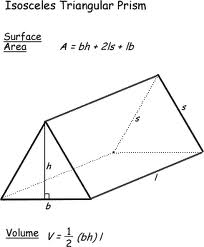 Isosceles Triangular Prism
Surface
Area A = bh + 2ls + lb
s
s
h
b
l
Volume V = 1/2 (bh) l